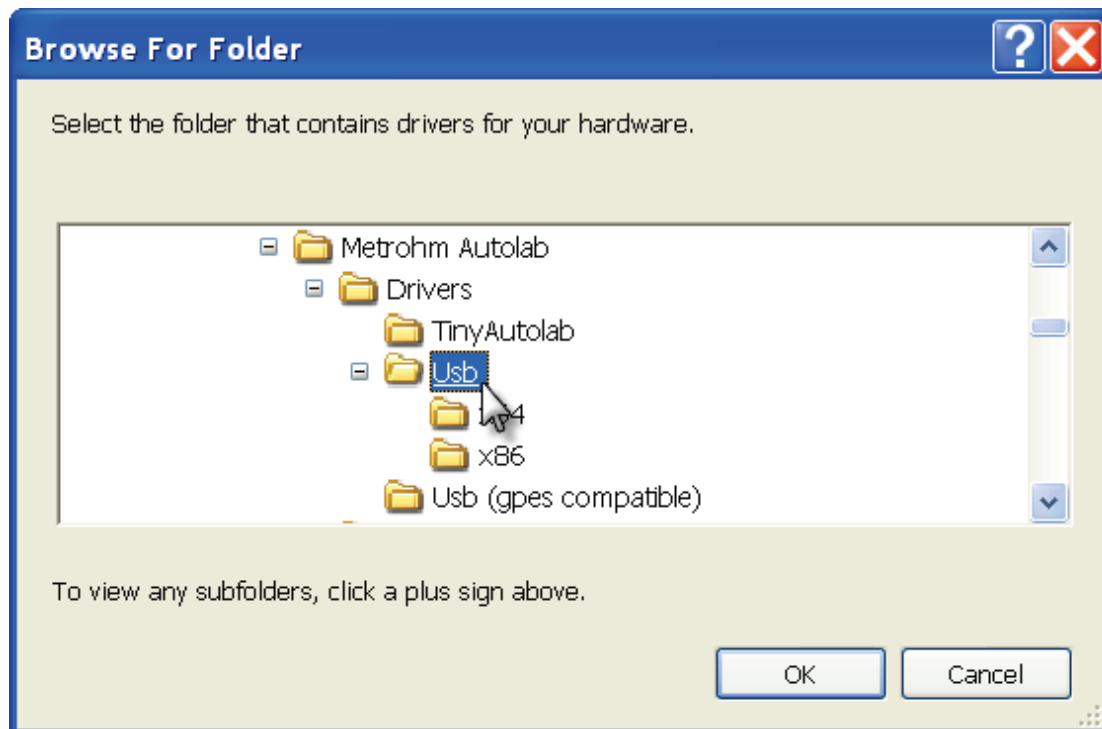 Browse For Folder
Select the folder that contains drivers for your hardware.
Metrohm Autolab
Drivers
TinyAutolab
Usb
x86
Usb (gpes compatible)
To view any subfolders, click a plus sign above.
OK
Cancel